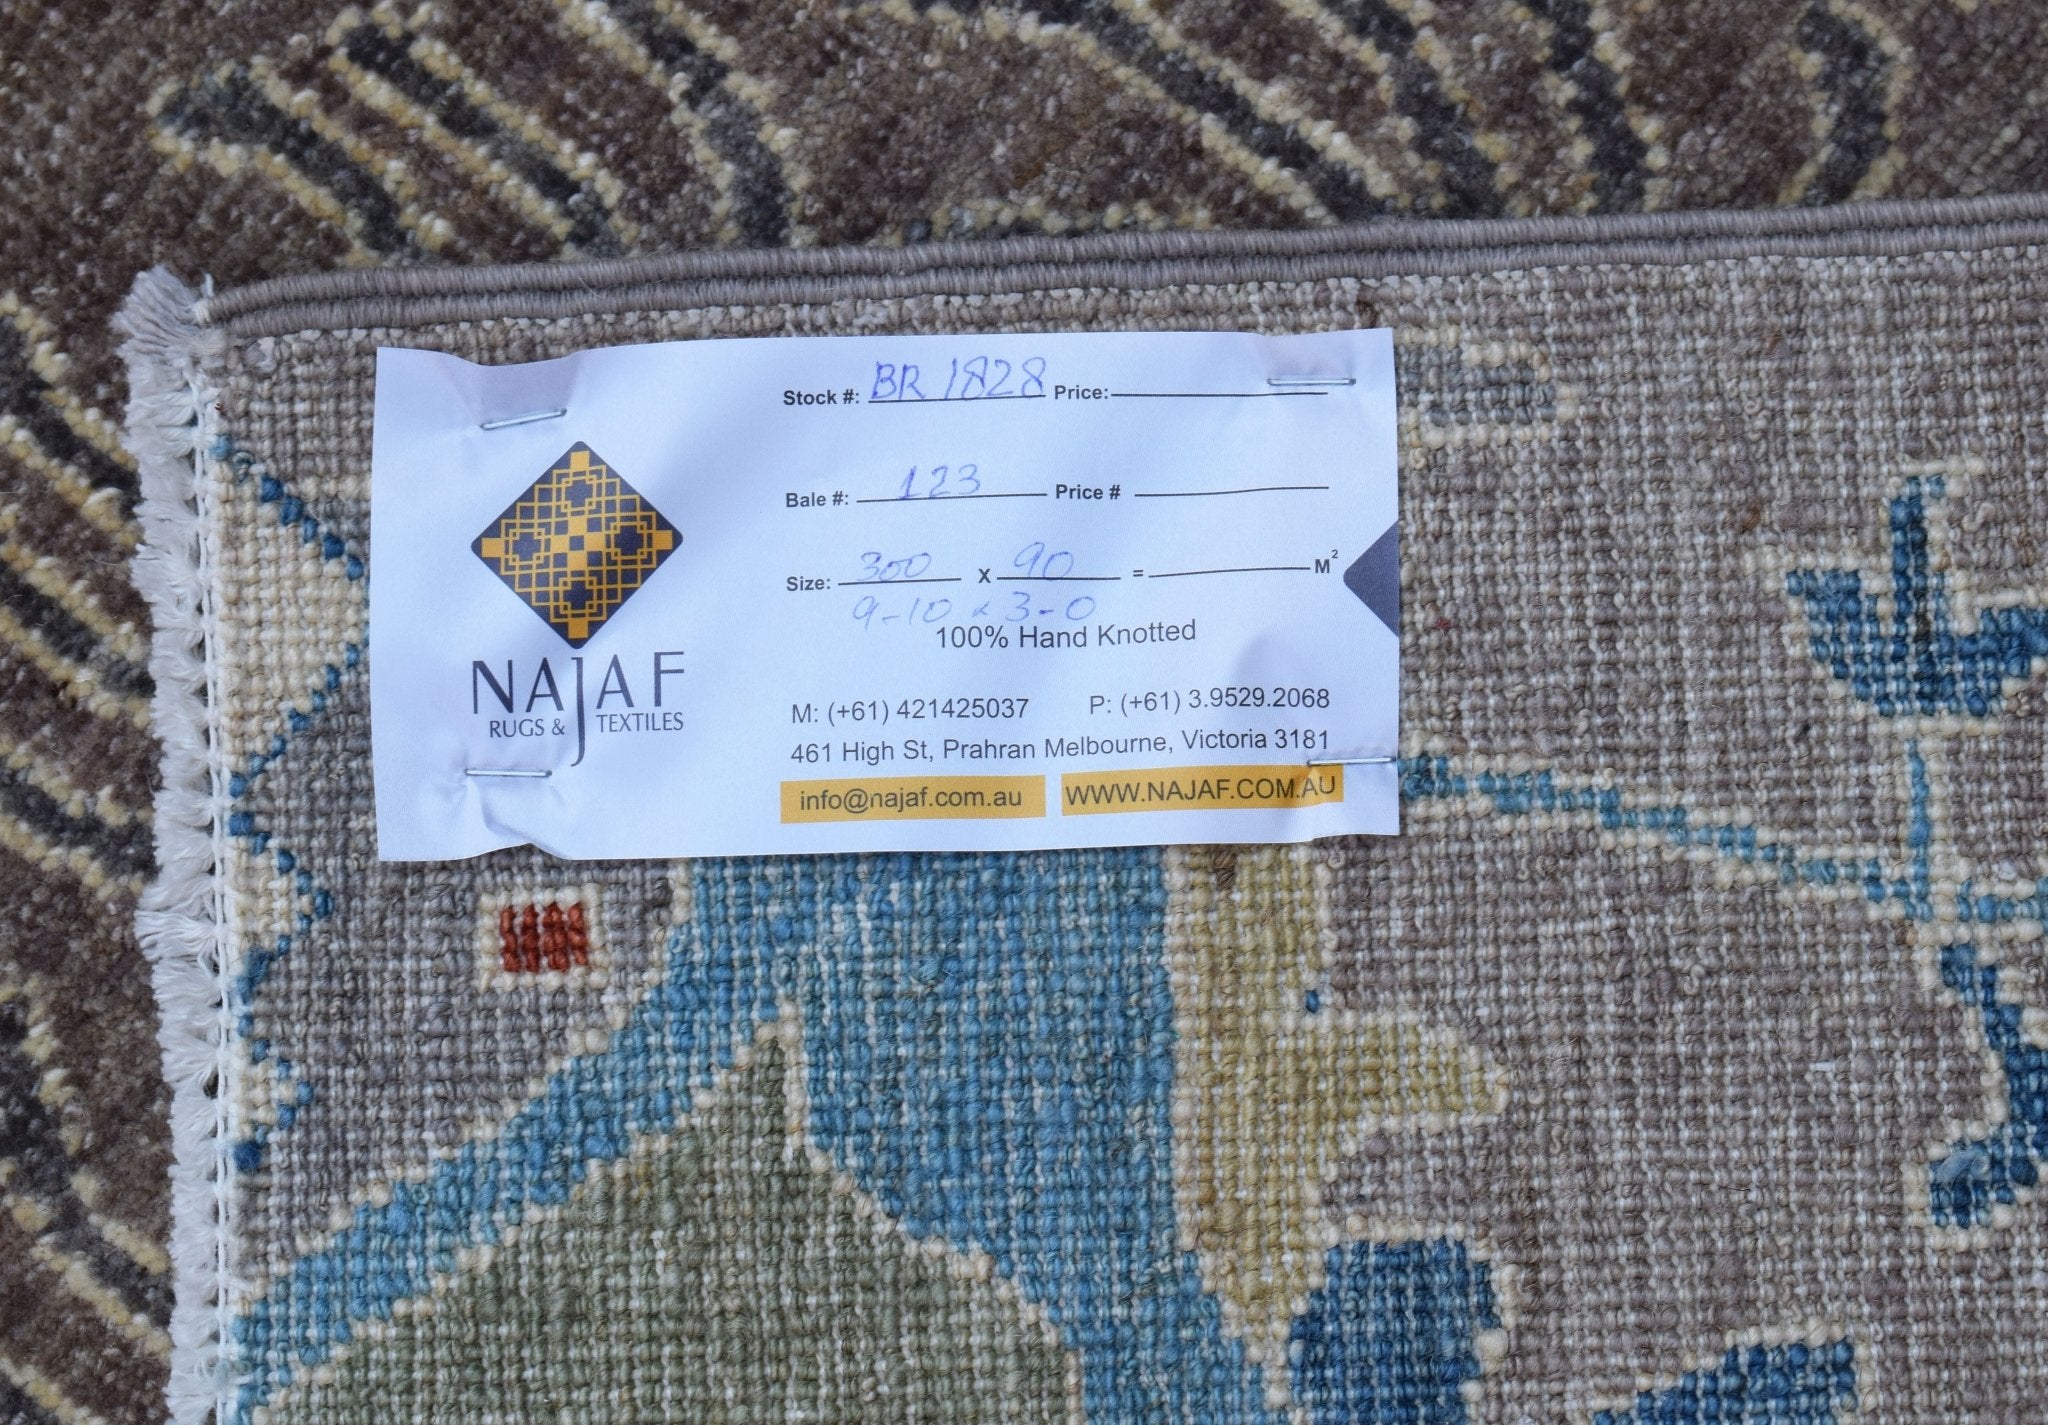 Stock #: BR 1828 Price:
Bale #: 123 Price #
Size: 300 X 90 = M²
9-10 x 3-0
100% Hand Knotted
NAJAF
RUGS & TEXTILES
M: (+61) 421425037 P: (+61) 3.9529.2068
461 High St, Prahran Melbourne, Victoria 3181
info@najaf.com.au WWW.NAJAF.COM.AU